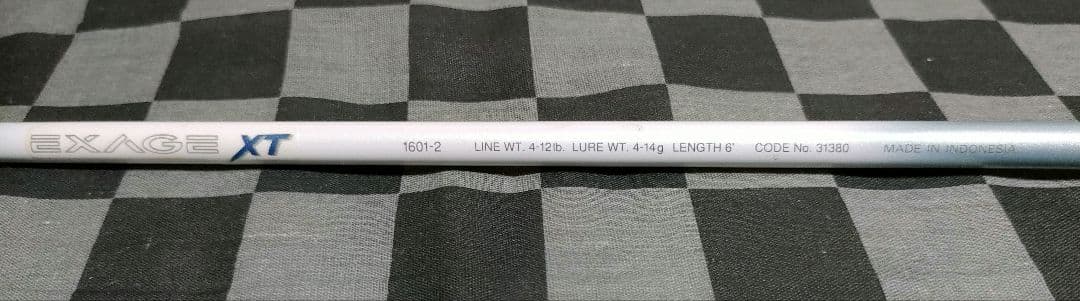 EXAGE XT 1601-2 LINE WT. 4-12lb. LURE WT. 4-14g LENGTH 6' CODE No. 31380 MADE IN INDONESIA